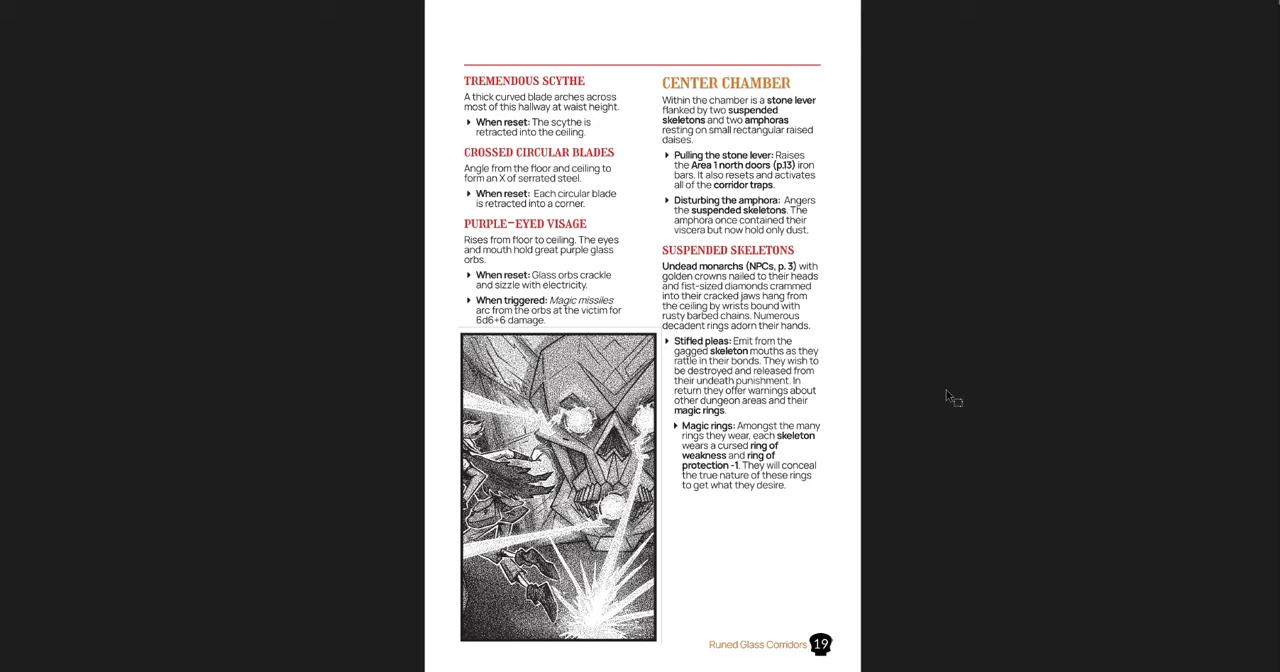 TREMENDOUS SCYTHE
A thick curved blade arches across
most of this hallway at waist height.
When reset: The scythe is
retracted into the ceiling.
CROSSED CIRCULAR BLADES
Angle from the floor and ceiling to
form an X of serrated steel.
When reset: Each circular blade
is retracted into a corner.
PURPLE-EYED VISAGE
Rises from floor to ceiling. The eyes
and mouth hold great purple glass
orbs.
When reset: Glass orbs crackle
and sizzle with electricity.
When triggered: Magic missiles
arc from the orbs at the victim for
6d6+6 damage.
CENTER CHAMBER
Within the chamber is a stone lever
flanked by two suspended
skeletons and two amphoras
resting on small rectangular raised
daises.
Pulling the stone lever: Raises
the Area 1 north doors (p.13) iron
bars. It also resets and activates
all of the corridor traps.
Disturbing the amphora: Angers
the suspended skeletons. The
amphora once contained their
viscera but now hold only dust.
SUSPENDED SKELETONS
Undead monarchs (NPCs, p. 3) with
golden crowns nailed to their heads
and fist-sized diamonds crammed
into their cracked jaws hang from
the ceiling by wrists bound with
rusty barbed chains. Numerous
decadent rings adorn their hands.
Stifled pleas: Emit from the
gagged skeleton mouths as they
rattle in their bonds. They wish to
be destroyed and released from
their undeath punishment. In
return they offer warnings about
other dungeon areas and their
magic rings.
Magic rings: Amongst the many
rings they wear, each skeleton
wears a cursed ring of
weakness and ring of
protection -1. They will conceal
the true nature of these rings
to get what they desire.
Runed Glass Corridors 19